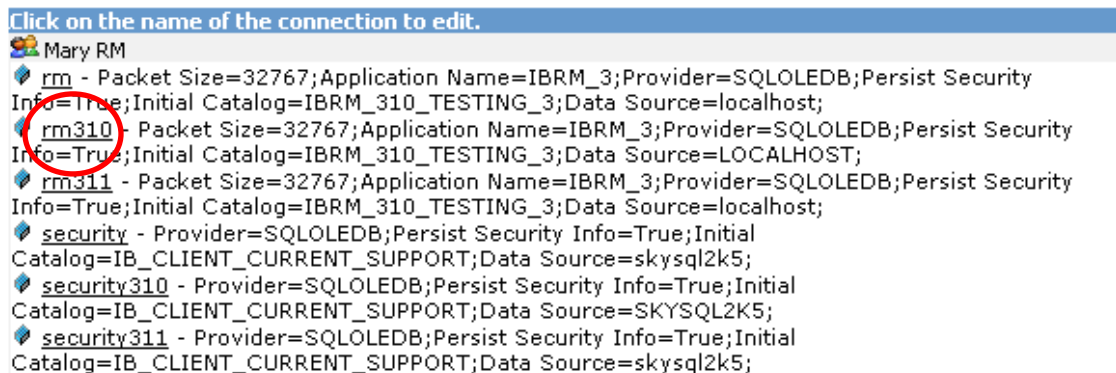 Click on the name of the connection to edit.
Mary RM
rm - Packet Size=32767;Application Name=IBRM_3;Provider=SQLOLEDB;Persist Security
Info=True;Initial Catalog=IBRM_310_TESTING_3;Data Source=localhost;
rm310 - Packet Size=32767;Application Name=IBRM_3;Provider=SQLOLEDB;Persist Security
Info=True;Initial Catalog=IBRM_310_TESTING_3;Data Source=LOCALHOST;
rm311 - Packet Size=32767;Application Name=IBRM_3;Provider=SQLOLEDB;Persist Security
Info=True;Initial Catalog=IBRM_310_TESTING_3;Data Source=localhost;
security - Provider=SQLOLEDB;Persist Security Info=True;Initial
Catalog=IB_CLIENT_CURRENT_SUPPORT;Data Source=skysql2k5;
security310 - Provider=SQLOLEDB;Persist Security Info=True;Initial
Catalog=IB_CLIENT_CURRENT_SUPPORT;Data Source=SKYSQL2K5;
security311 - Provider=SQLOLEDB;Persist Security Info=True;Initial
Catalog=IB_CLIENT_CURRENT_SUPPORT;Data Source=skysql2k5;